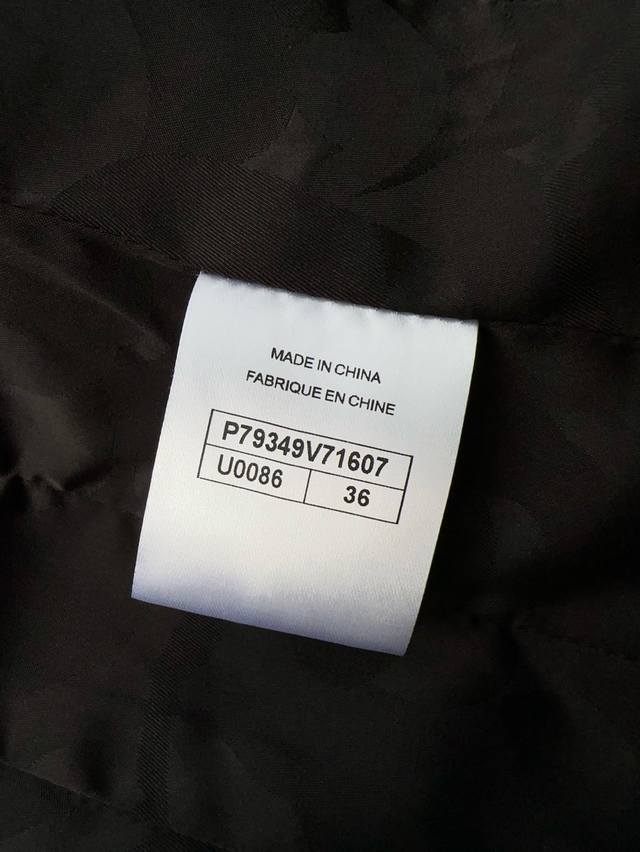 MADE IN CHINA
FABRIQUE EN CHINE
P79349V71607
U0086 36